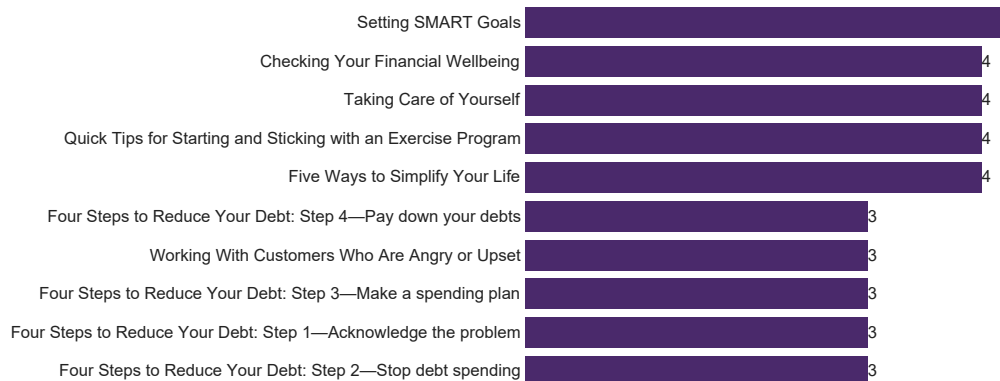 Setting SMART Goals
Checking Your Financial Wellbeing 4
Taking Care of Yourself 4
Quick Tips for Starting and Sticking with an Exercise Program 4
Five Ways to Simplify Your Life 4
Four Steps to Reduce Your Debt: Step 4—Pay down your debts 3
Working With Customers Who Are Angry or Upset 3
Four Steps to Reduce Your Debt: Step 3—Make a spending plan 3
Four Steps to Reduce Your Debt: Step 1—Acknowledge the problem 3
Four Steps to Reduce Your Debt: Step 2—Stop debt spending 3